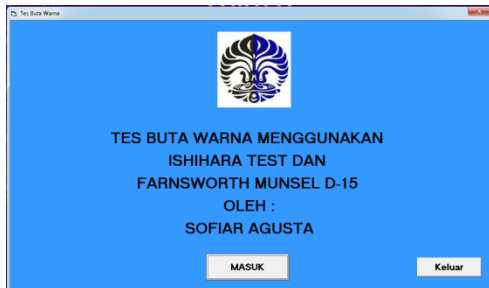 Tes Buta Warna
TES BUTA WARNA MENGGUNAKAN
ISHIHARA TEST DAN
FARNSWORTH MUNSEL D-15
OLEH :
SOFIAR AGUSTA
MASUK
Keluar